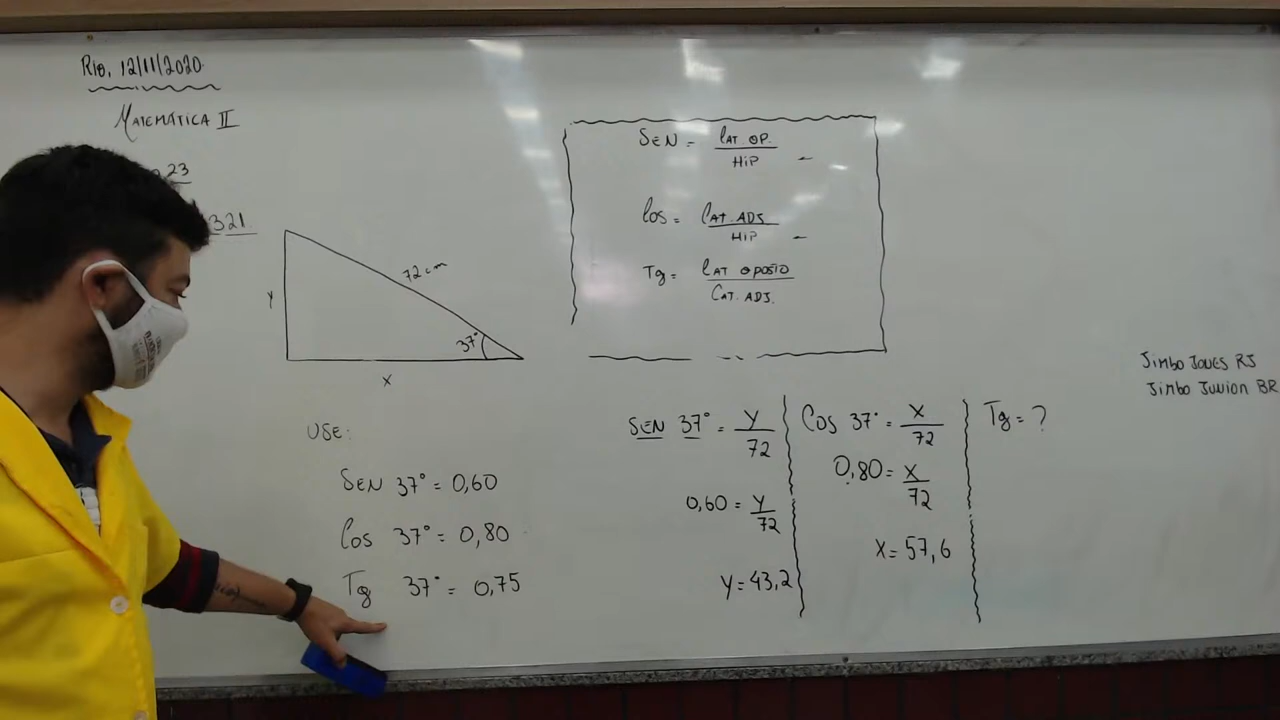 Rio, 12/11/2020
MATEMÁTICA II
23
321
72 cm
y
37°
x
SEN = CAT OP.
HIP
COS = CAT. ADJ.
HIP
Tg = CAT OPOSTO
CAT. ADJ.
USE:
SEN 37° = 0,60
COS 37° = 0,80
Tg 37° = 0,75
SEN 37° = y
72
0,60 = y
72
y = 43,2
COS 37° = x
72
0,80 = x
72
x = 57,6
Tg = ?
JIMBO JONES RJ
JIMBO JUNION BR